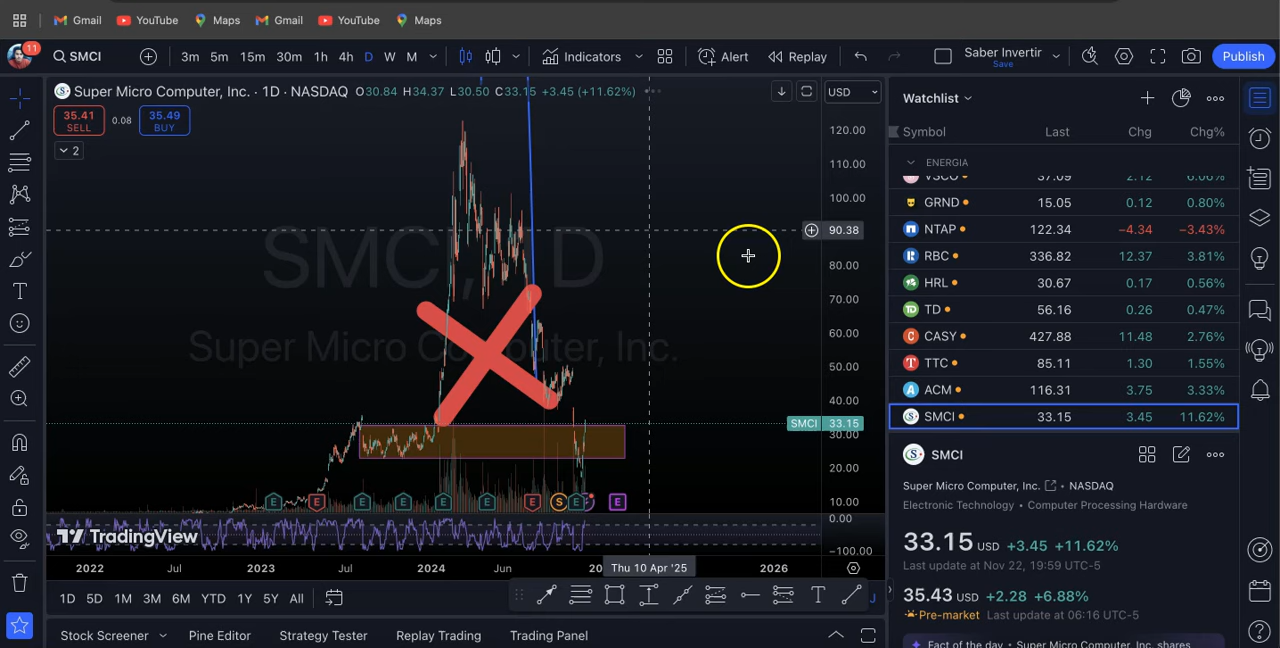 Gmail YouTube Maps Gmail YouTube Maps
11 SMCI 3m 5m 15m 30m 1h 4h D W M Indicators Alert Replay Saber Invertir Save Publish
Super Micro Computer, Inc. · 1D · NASDAQ O30.84 H34.37 L30.50 C33.15 +3.45 (+11.62%) USD
35.41 SELL 0.08 35.49 BUY
2
SMCI, 1D
Super Micro Computer, Inc.
120.00
110.00
100.00
90.38
80.00
70.00
60.00
50.00
40.00
SMCI 33.15
30.00
20.00
10.00
0.00
-100.00
E E E E E E E S E E
TradingView
2022 Jul 2023 Jul 2024 Jun Thu 10 Apr '25 2026
1D 5D 1M 3M 6M YTD 1Y 5Y All
Stock Screener Pine Editor Strategy Tester Replay Trading Trading Panel
Watchlist
Symbol Last Chg Chg%
ENERGIA
VSCO 37.09 2.12 6.06%
GRND 15.05 0.12 0.80%
NTAP 122.34 −4.34 −3.43%
RBC 336.82 12.37 3.81%
HRL 30.67 0.17 0.56%
TD 56.16 0.26 0.47%
CASY 427.88 11.48 2.76%
TTC 85.11 1.30 1.55%
ACM 116.31 3.75 3.33%
SMCI 33.15 3.45 11.62%
SMCI
Super Micro Computer, Inc. • NASDAQ
Electronic Technology • Computer Processing Hardware
33.15 USD +3.45 +11.62%
Last update at Nov 22, 19:59 UTC-5
35.43 USD +2.28 +6.88%
Pre-market Last update at 06:16 UTC-5
Fact of the day • Super Micro Computer, Inc. shares